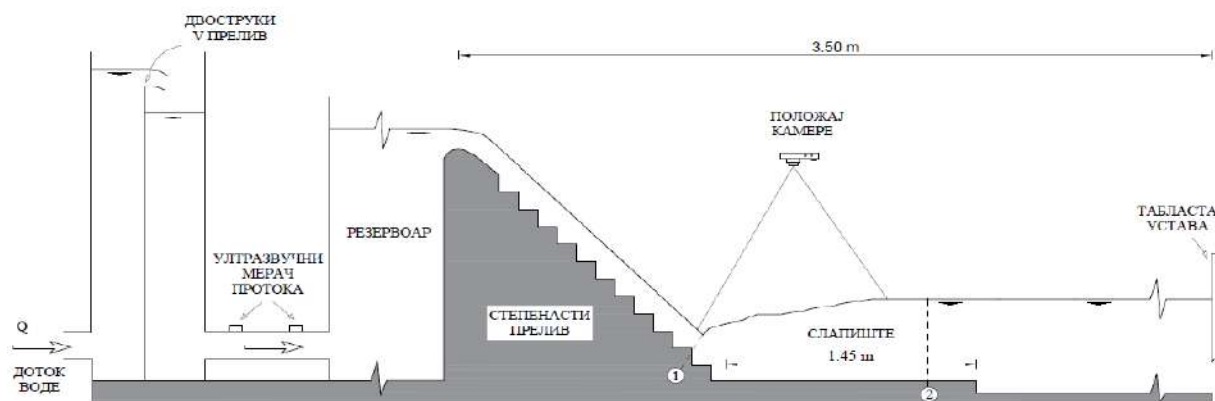 ДВОСТРУКИ
V ПРЕЛИВ
3.50 m
ПОЛОЖАЈ
КАМЕРЕ
ТАБЛАСТА
УСТАВА
РЕЗЕРВОАР
УЛТРАЗВУЧНИ
МЕРАЧ
ПРОТОКА
СТЕПЕНАСТИ
ПРЕЛИВ
СЛАПИШТЕ
1.45 m
Q
ДОТОК
ВОДЕ
1
2